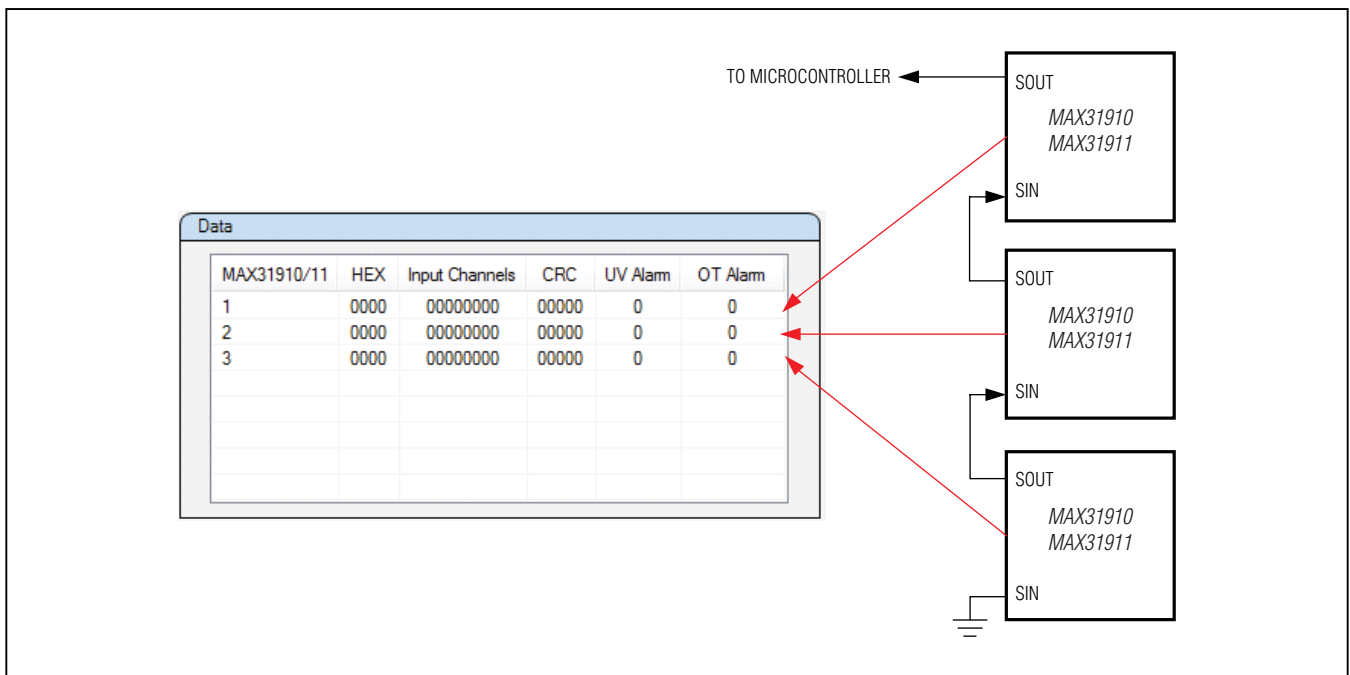 TO MICROCONTROLLER
SOUT
MAX31910
MAX31911
SIN
Data
MAX31910/11 HEX Input Channels CRC UV Alarm OT Alarm
1 0000 00000000 00000 0 0
2 0000 00000000 00000 0 0
3 0000 00000000 00000 0 0
SOUT
MAX31910
MAX31911
SIN
SOUT
MAX31910
MAX31911
SIN